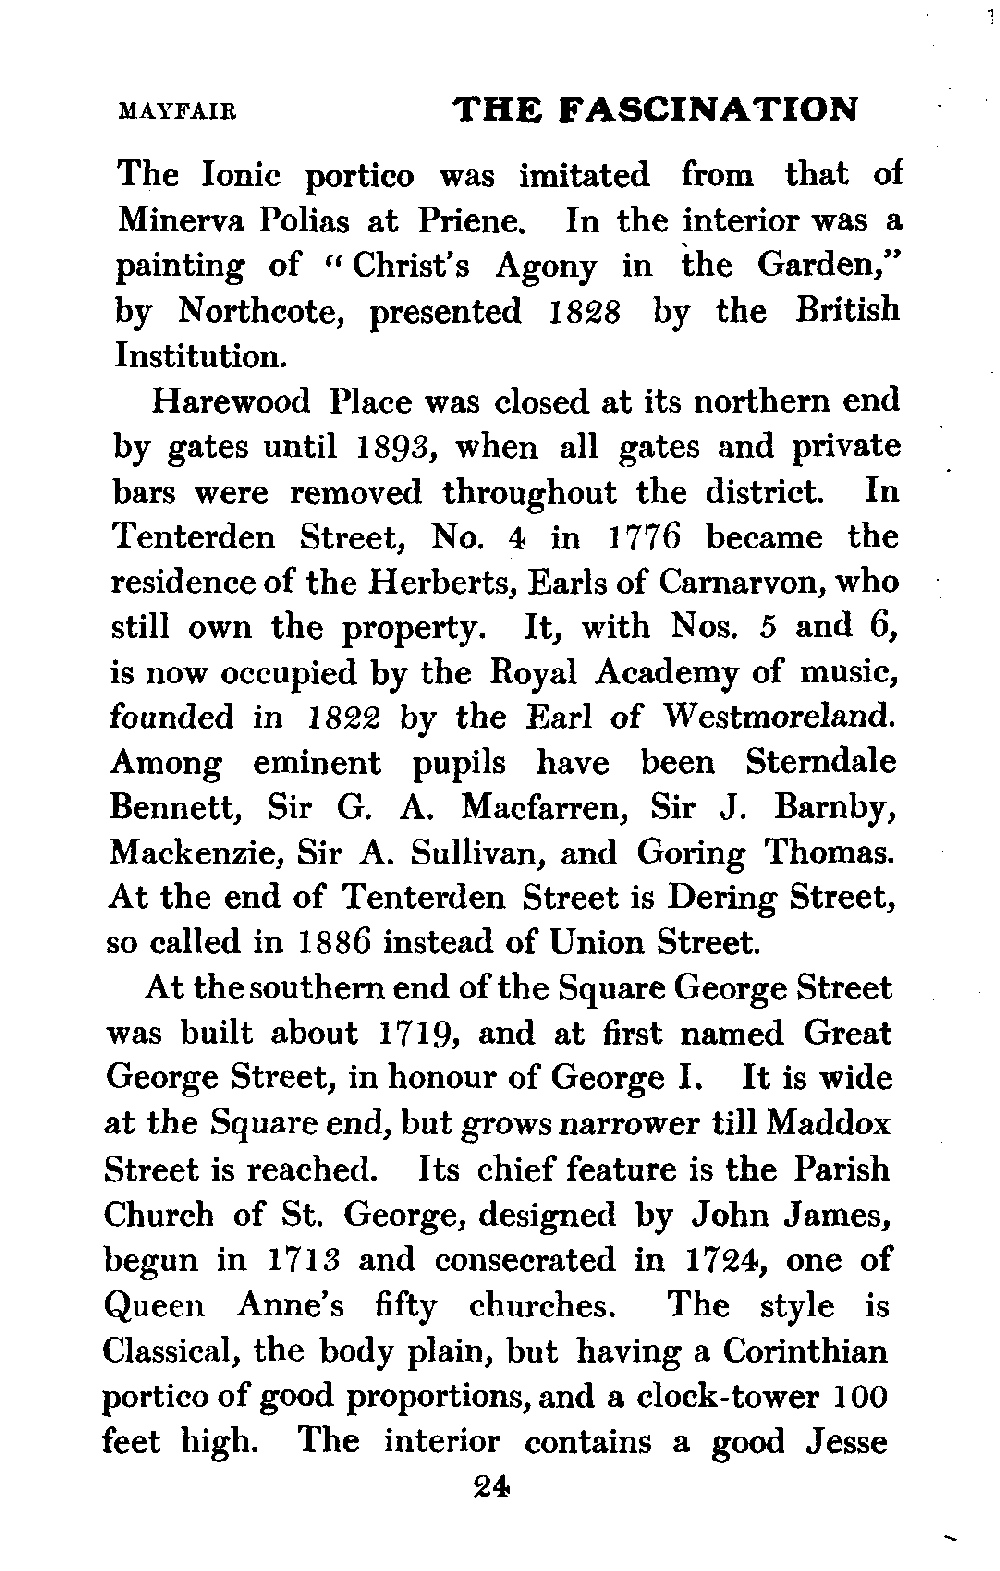 MAYFAIR THE FASCINATION
The Ionic portico was imitated from that of
Minerva Polias at Priene. In the interior was a
painting of “Christ's Agony in the Garden,”
by Northcote, presented 1828 by the British
Institution.
Harewood Place was closed at its northern end
by gates until 1893, when all gates and private
bars were removed throughout the district. In
Tenterden Street, No. 4 in 1776 became the
residence of the Herberts, Earls of Carnarvon, who
still own the property. It, with Nos. 5 and 6,
is now occupied by the Royal Academy of music,
founded in 1822 by the Earl of Westmoreland.
Among eminent pupils have been Sterndale
Bennett, Sir G. A. Macfarren, Sir J. Barnby,
Mackenzie, Sir A. Sullivan, and Goring Thomas.
At the end of Tenterden Street is Dering Street,
so called in 1886 instead of Union Street.
At the southern end of the Square George Street
was built about 1719, and at first named Great
George Street, in honour of George I. It is wide
at the Square end, but grows narrower till Maddox
Street is reached. Its chief feature is the Parish
Church of St. George, designed by John James,
begun in 1713 and consecrated in 1724, one of
Queen Anne's fifty churches. The style is
Classical, the body plain, but having a Corinthian
portico of good proportions, and a clock-tower 100
feet high. The interior contains a good Jesse
24